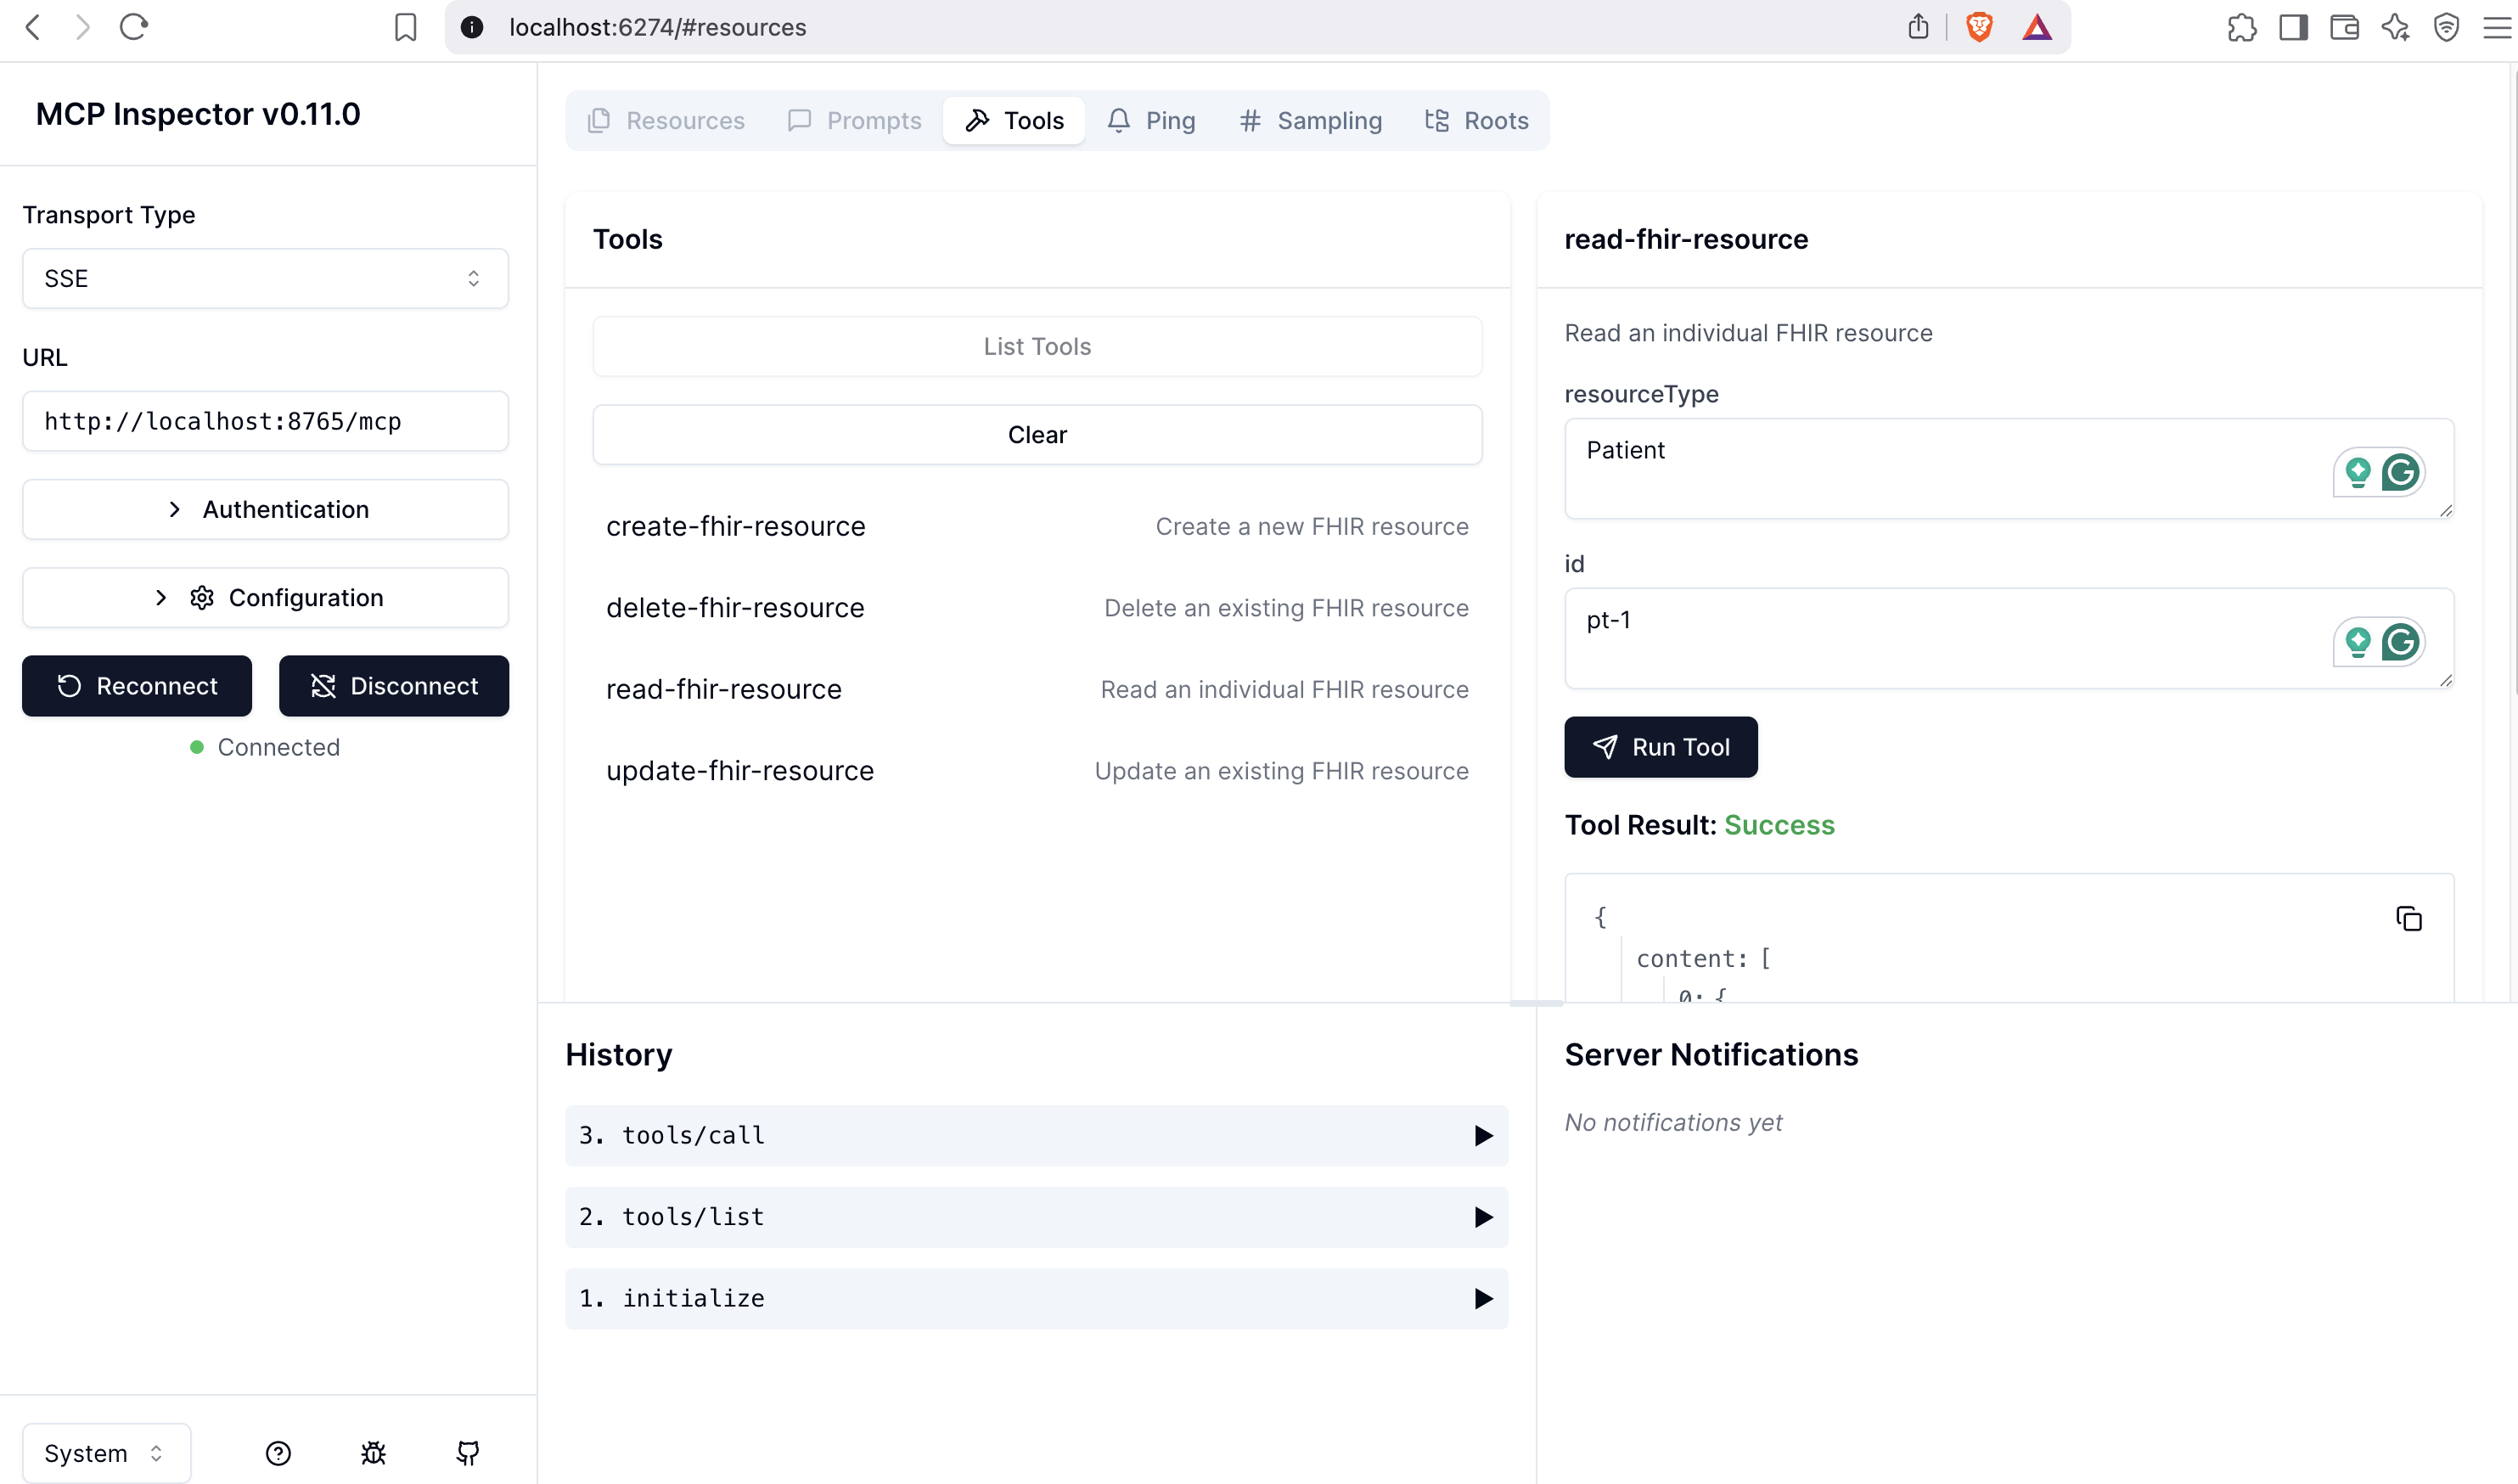 localhost:6274/#resources
MCP Inspector v0.11.0
Transport Type
SSE
URL
http://localhost:8765/mcp
Authentication
Configuration
Reconnect
Disconnect
Connected
System
Resources
Prompts
Tools
Ping
Sampling
Roots
Tools
List Tools
Clear
create-fhir-resource
Create a new FHIR resource
delete-fhir-resource
Delete an existing FHIR resource
read-fhir-resource
Read an individual FHIR resource
update-fhir-resource
Update an existing FHIR resource
read-fhir-resource
Read an individual FHIR resource
resourceType
Patient
id
pt-1
Run Tool
Tool Result: Success
{
content: [
0: {
History
3. tools/call
2. tools/list
1. initialize
Server Notifications
No notifications yet